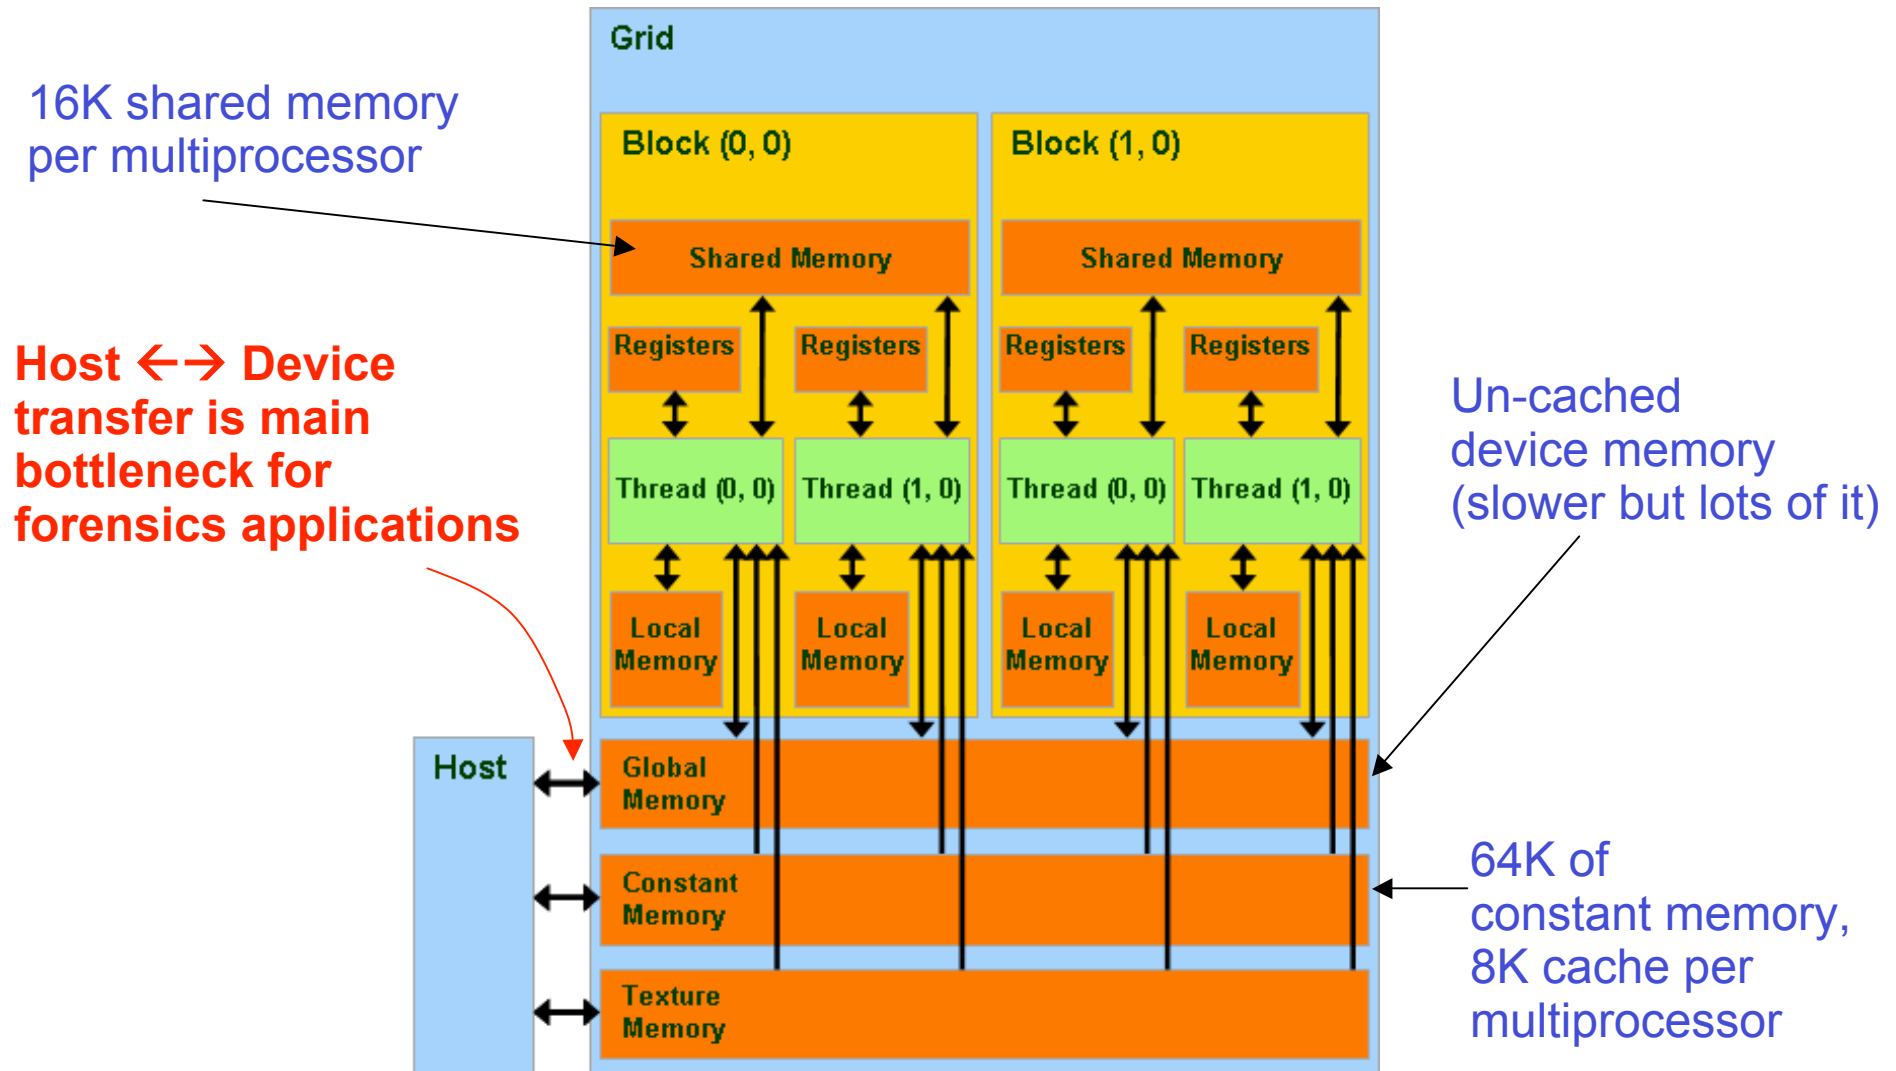 Grid
16K shared memory
per multiprocessor
Block (0, 0)
Block (1, 0)
Shared Memory
Shared Memory
Registers
Registers
Registers
Registers
Host ←→ Device
transfer is main
bottleneck for
forensics applications
Un-cached
device memory
(slower but lots of it)
Thread (0, 0)
Thread (1, 0)
Thread (0, 0)
Thread (1, 0)
Local
Memory
Local
Memory
Local
Memory
Local
Memory
Host
Global
Memory
Constant
Memory
64K of
constant memory,
8K cache per
multiprocessor
Texture
Memory